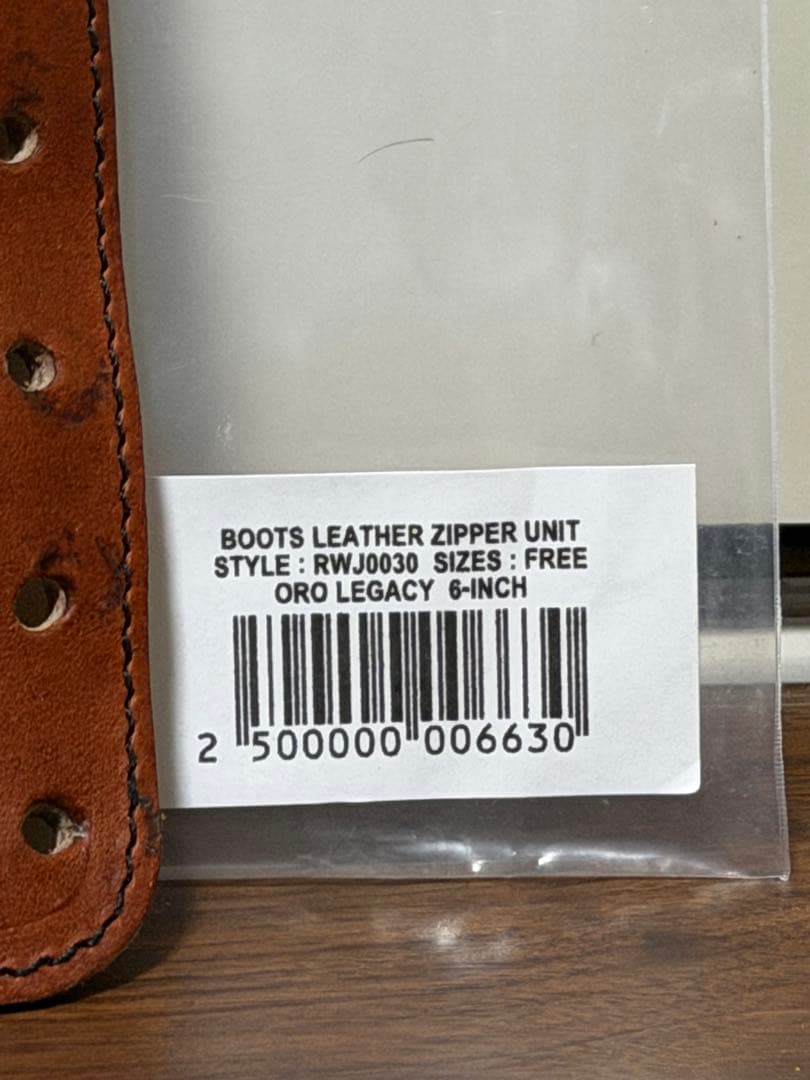 BOOTS LEATHER ZIPPER UNIT
STYLE : RWJ0030 SIZES : FREE
ORO LEGACY 6-INCH
2 500000 006630